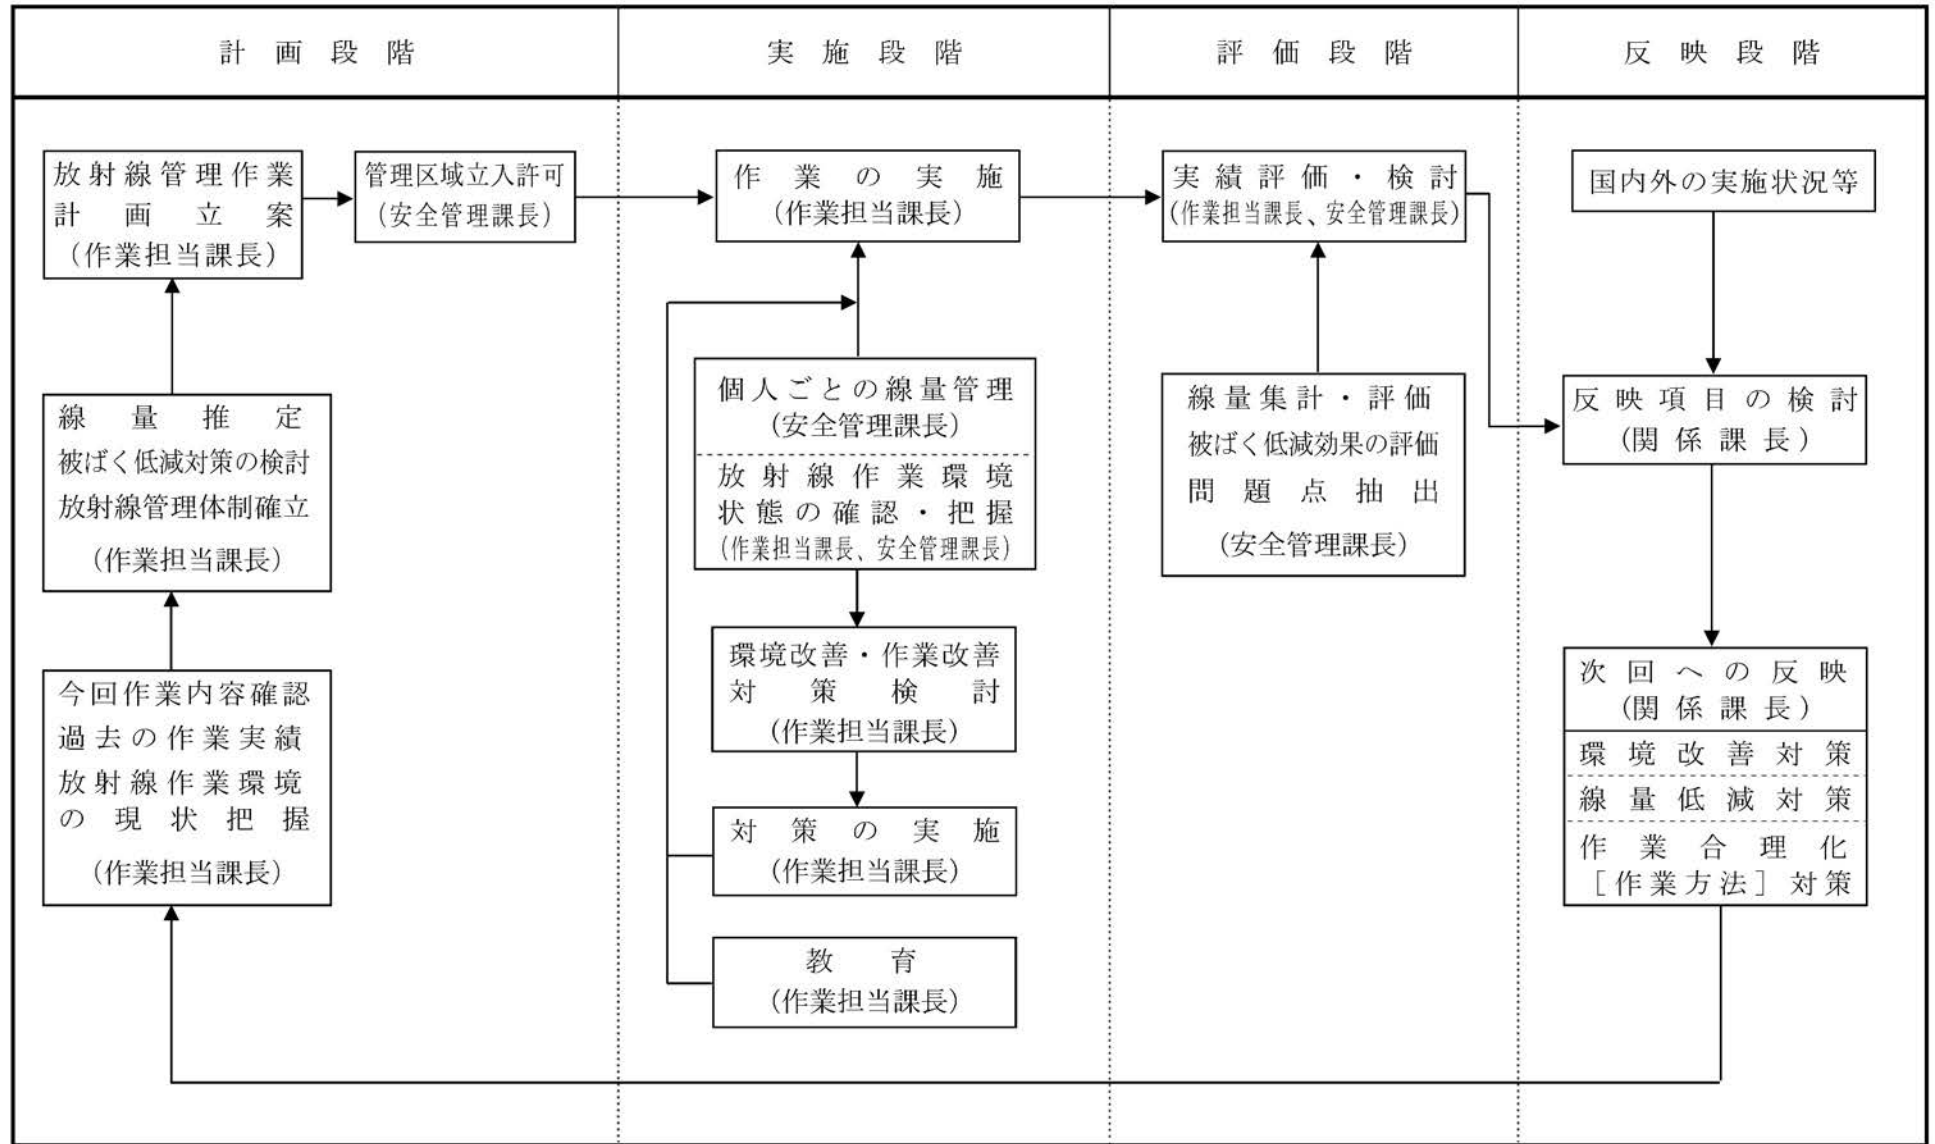 計画段階
実施段階
評価段階
反映段階
放射線管理作業
計画立案
（作業担当課長）
管理区域立入許可
（安全管理課長）
線量推定
被ばく低減対策の検討
放射線管理体制確立
（作業担当課長）
今回作業内容確認
過去の作業実績
放射線作業環境
の現状把握
（作業担当課長）
作業の実施
（作業担当課長）
個人ごとの線量管理
（安全管理課長）
放射線作業環境
状態の確認・把握
（作業担当課長、安全管理課長）
環境改善・作業改善
対策検討
（作業担当課長）
対策の実施
（作業担当課長）
教育
（作業担当課長）
実績評価・検討
（作業担当課長、安全管理課長）
線量集計・評価
被ばく低減効果の評価
問題点抽出
（安全管理課長）
国内外の実施状況等
反映項目の検討
（関係課長）
次回への反映
（関係課長）
環境改善対策
線量低減対策
作業合理化
［作業方法］対策